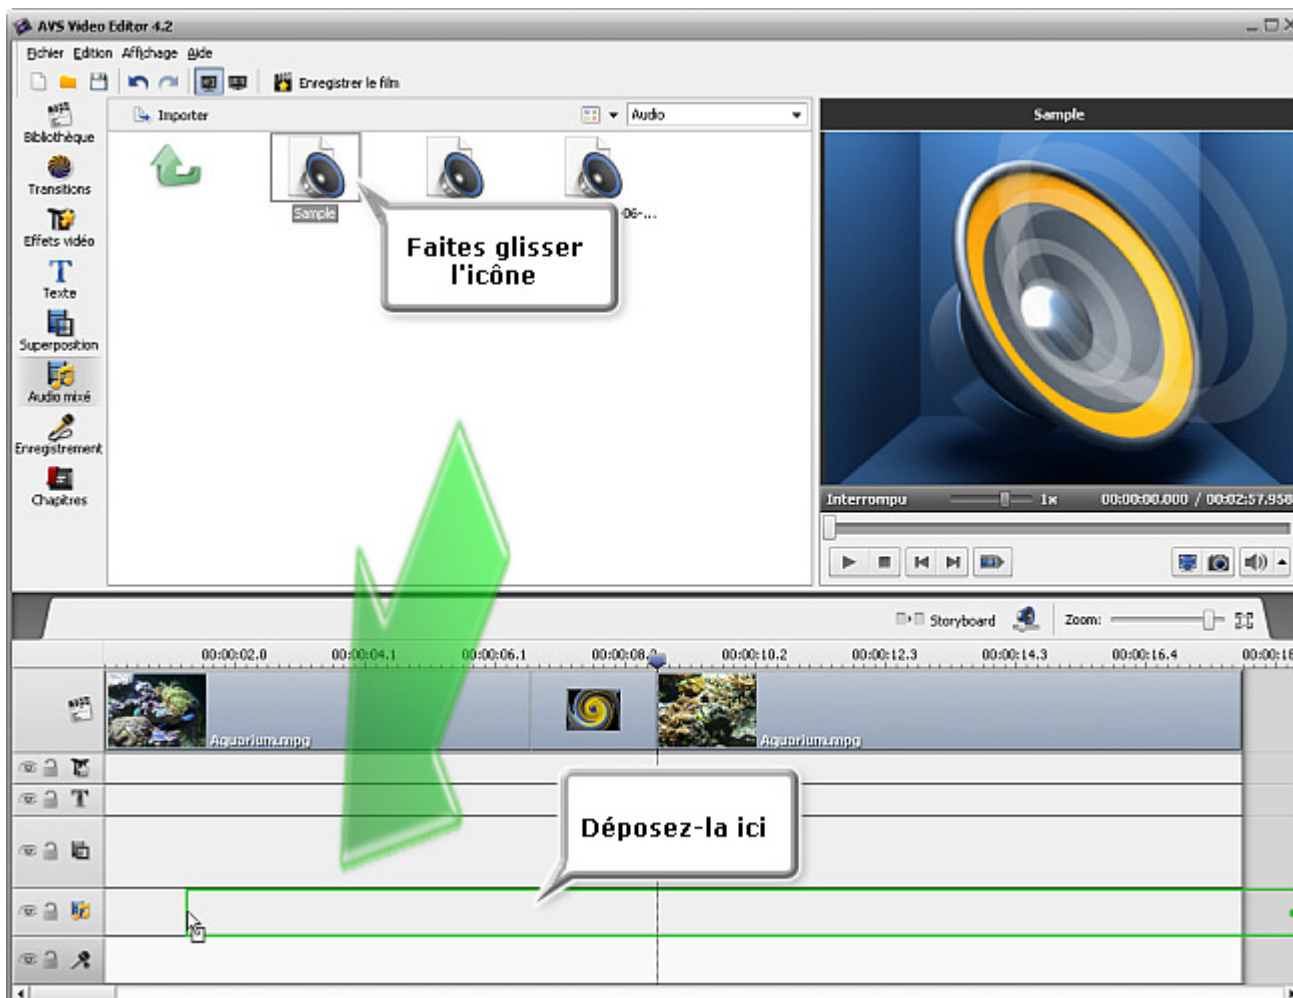 AVS Video Editor 4.2
Fichier Edition Affichage Aide
Enregistrer le film
Bibliothèque
Importer
Audio
Sample
Transitions
Sample
06-...
Effets vidéo
Faites glisser
l'icône
Texte
Superposition
Audio mixé
Enregistrement
Chapitres
Interrompu 1x 00:00:00.000 / 00:02:57.958
Storyboard Zoom:
00:00:02.0 00:00:04.1 00:00:06.1 00:00:08. 00:00:10.2 00:00:12.3 00:00:14.3 00:00:16.4 00:00:18
Aquarium.mpg Aquarium.mpg
T
Déposez-la ici